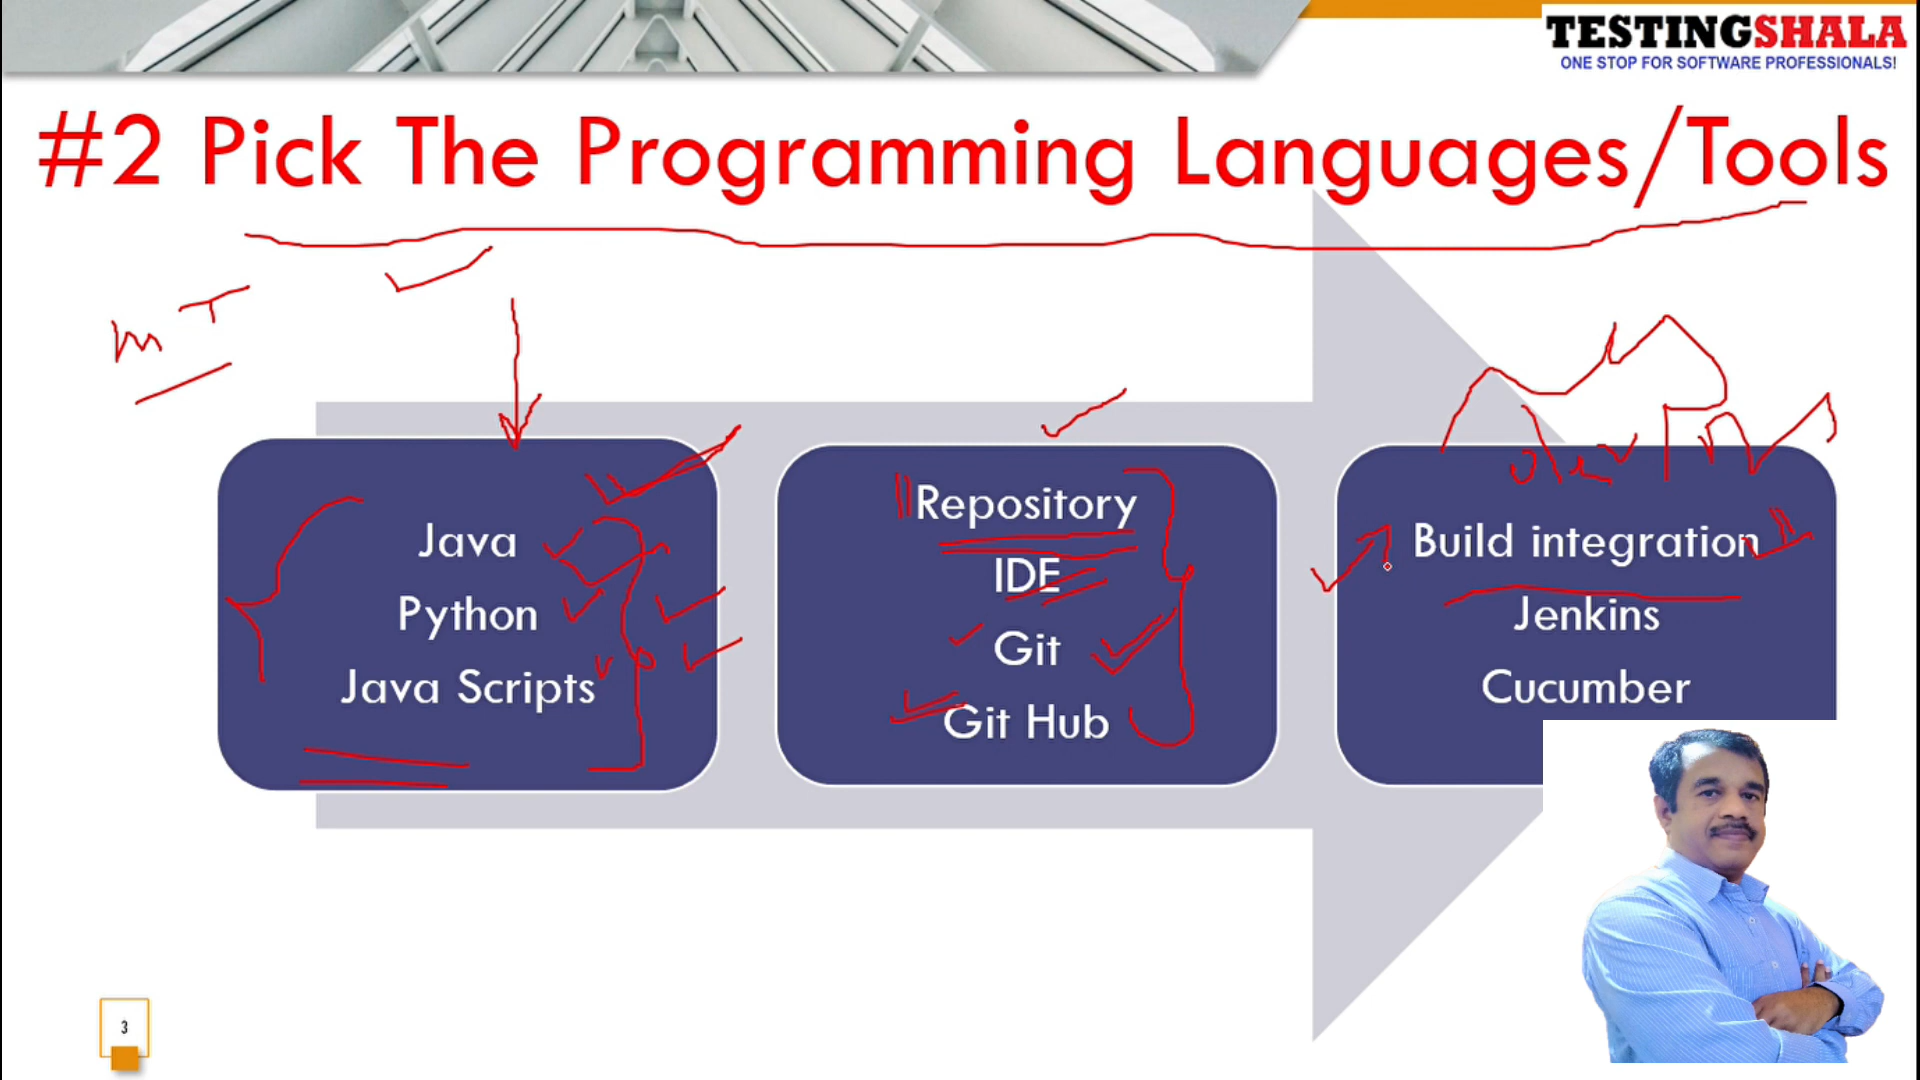 TESTINGSHALA
ONE STOP FOR SOFTWARE PROFESSIONALS!
#2 Pick The Programming Languages/Tools
m T
Java
Python
Java Scripts
Repository
IDE
Git
Git Hub
Build integration
Jenkins
Cucumber
3